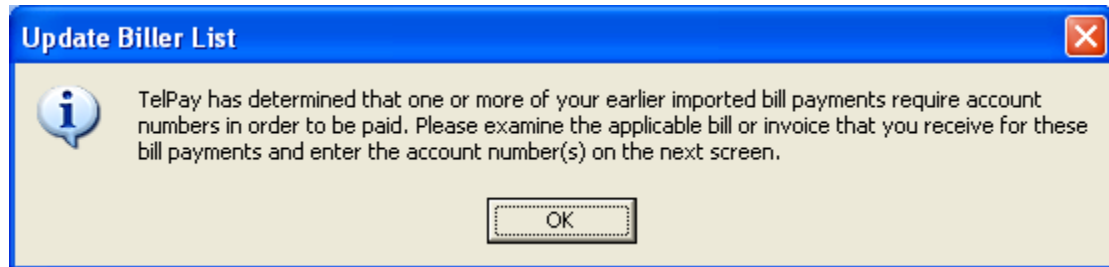 Update Biller List
TelPay has determined that one or more of your earlier imported bill payments require account
numbers in order to be paid. Please examine the applicable bill or invoice that you receive for these
bill payments and enter the account number(s) on the next screen.
OK